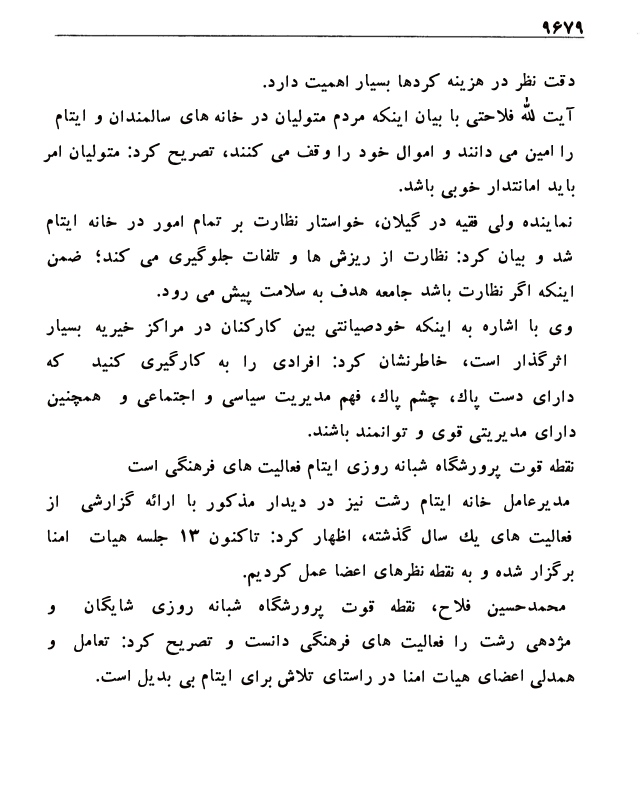 ۹۶۷۹
دقت نظر در هزینه کردها بسیار اهمیت دارد.
آیت الله فلاحتی با بیان اینکه مردم متولیان در خانه های سالمندان و ایتام
را امین می دانند و اموال خود را وقف می کنند، تصریح کرد: متولیان امر
باید امانتدار خوبی باشد.
نماینده ولی فقیه در گیلان، خواستار نظارت بر تمام امور در خانه ایتام
شد و بیان کرد: نظارت از ریزش ها و تلفات جلوگیری می کند؛ ضمن
اینکه اگر نظارت باشد جامعه هدف به سلامت پیش می رود.
وی با اشاره به اینکه خودصیانتی بین کارکنان در مراکز خیریه بسیار
اثرگذار است، خاطرنشان کرد: افرادی را به کارگیری کنید که
دارای دست پاك، چشم پاك، فهم مدیریت سیاسی و اجتماعی و همچنین
دارای مدیریتی قوی و توانمند باشند.
نقطه قوت پرورشگاه شبانه روزی ایتام فعالیت های فرهنگی است
مدیرعامل خانه ایتام رشت نیز در دیدار مذکور با ارائه گزارشی از
فعالیت های یك سال گذشته، اظهار کرد: تاکنون ۱۳ جلسه هیات امنا
برگزار شده و به نقطه نظرهای اعضا عمل کردیم.
محمدحسین فلاح، نقطه قوت پرورشگاه شبانه روزی شایگان و
مژدهی رشت را فعالیت های فرهنگی دانست و تصریح کرد: تعامل و
همدلی اعضای هیات امنا در راستای تلاش برای ایتام بی بدیل است.